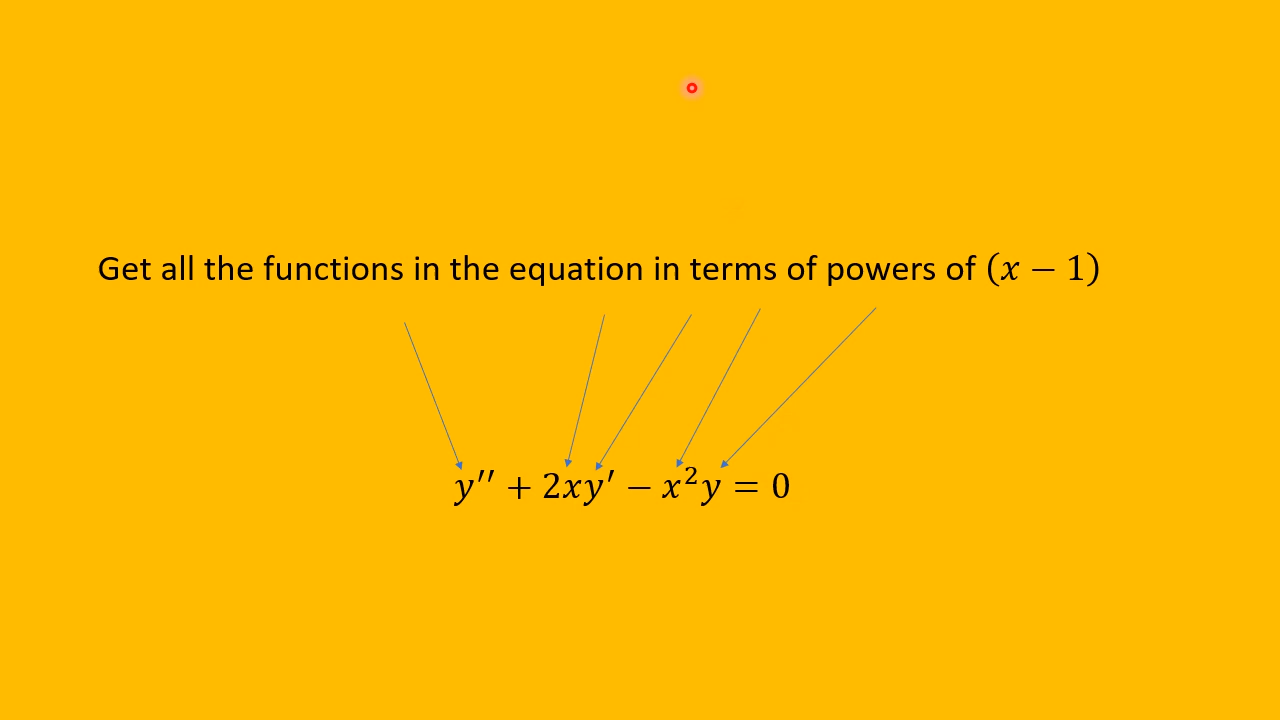 Get all the functions in the equation in terms of powers of (x − 1)
y′′ + 2xy′ − x²y = 0